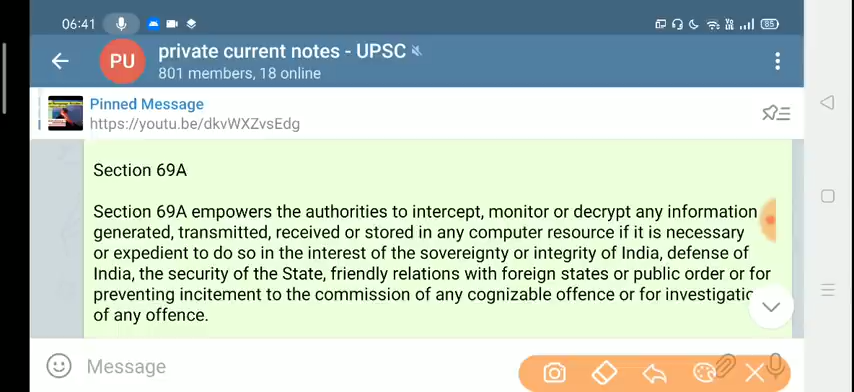 06:41
85
PU
private current notes - UPSC
801 members, 18 online
Pinned Message
https://youtu.be/dkvWXZvsEdg
Section 69A
Section 69A empowers the authorities to intercept, monitor or decrypt any information
generated, transmitted, received or stored in any computer resource if it is necessary
or expedient to do so in the interest of the sovereignty or integrity of India, defense of
India, the security of the State, friendly relations with foreign states or public order or for
preventing incitement to the commission of any cognizable offence or for investigatio
of any offence.
Message